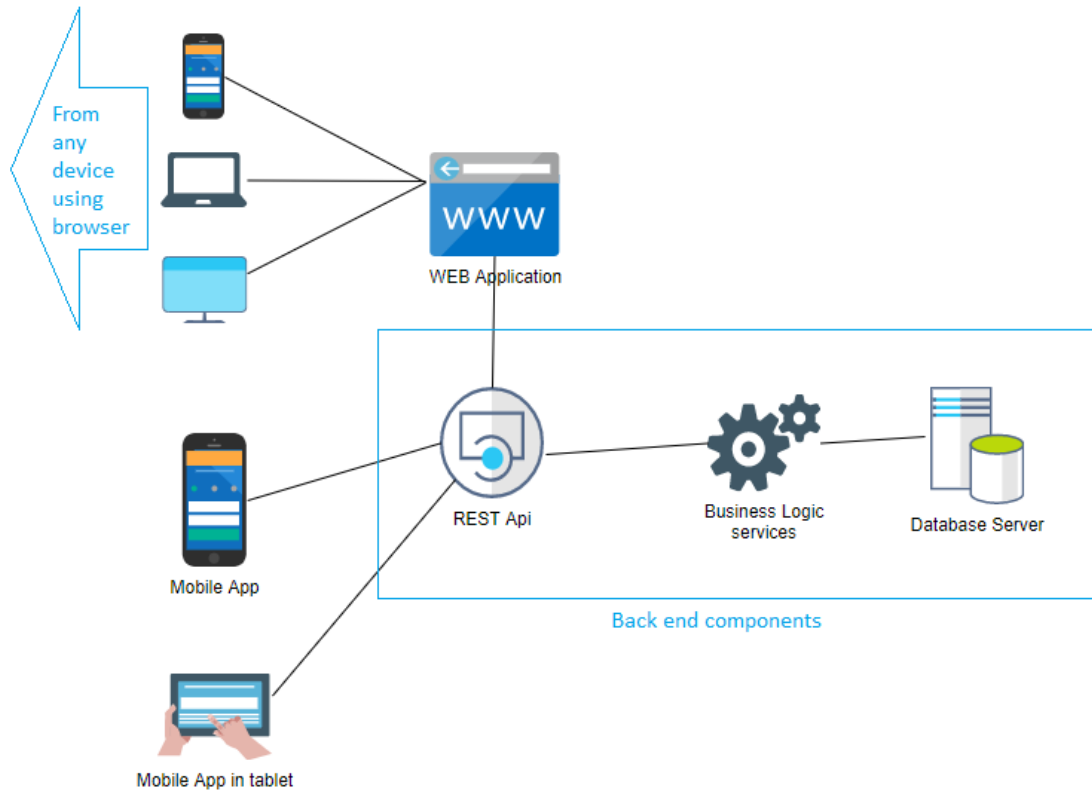 From
any
device
using
browser
WWW
WEB Application
REST Api
Business Logic
services
Database Server
Mobile App
Back end components
Mobile App in tablet